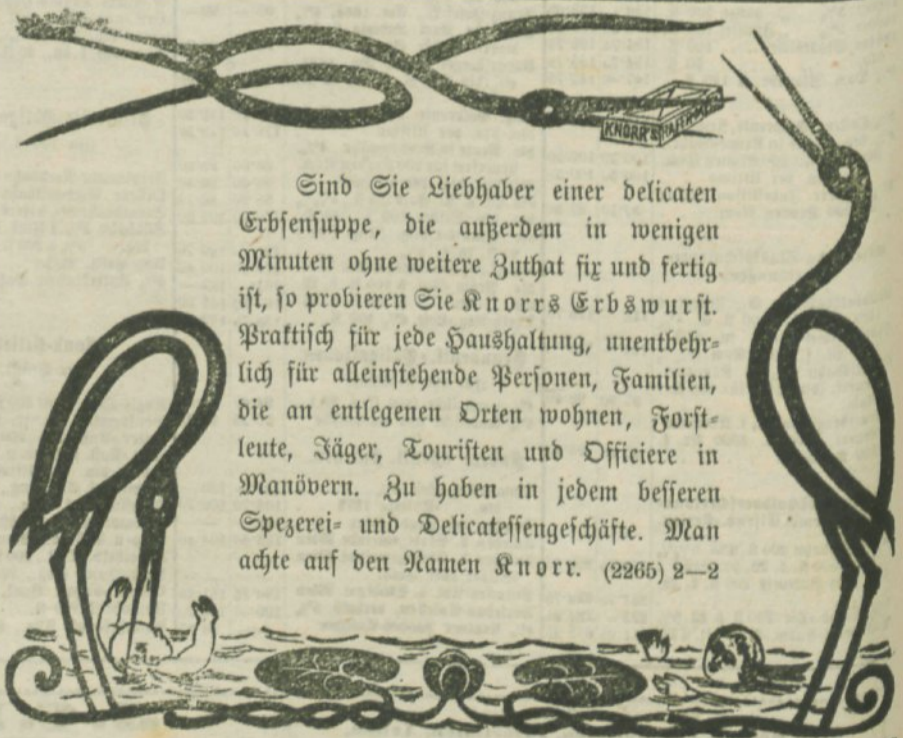 KNORR'S HAFERMEHL
Sind Sie Liebhaber einer delicaten
Erbsensuppe, die außerdem in wenigen
Minuten ohne weitere Zuthat fix und fertig
ist, so probieren Sie Knorrs Erbswurst.
Praktisch für jede Haushaltung, unentbehr-
lich für alleinstehende Personen, Familien,
die an entlegenen Orten wohnen, Forst-
leute, Jäger, Touristen und Officiere in
Manövern. Zu haben in jedem besseren
Spezerei- und Delicatessengeschäfte. Man
achte auf den Namen Knorr. (2265) 2—2